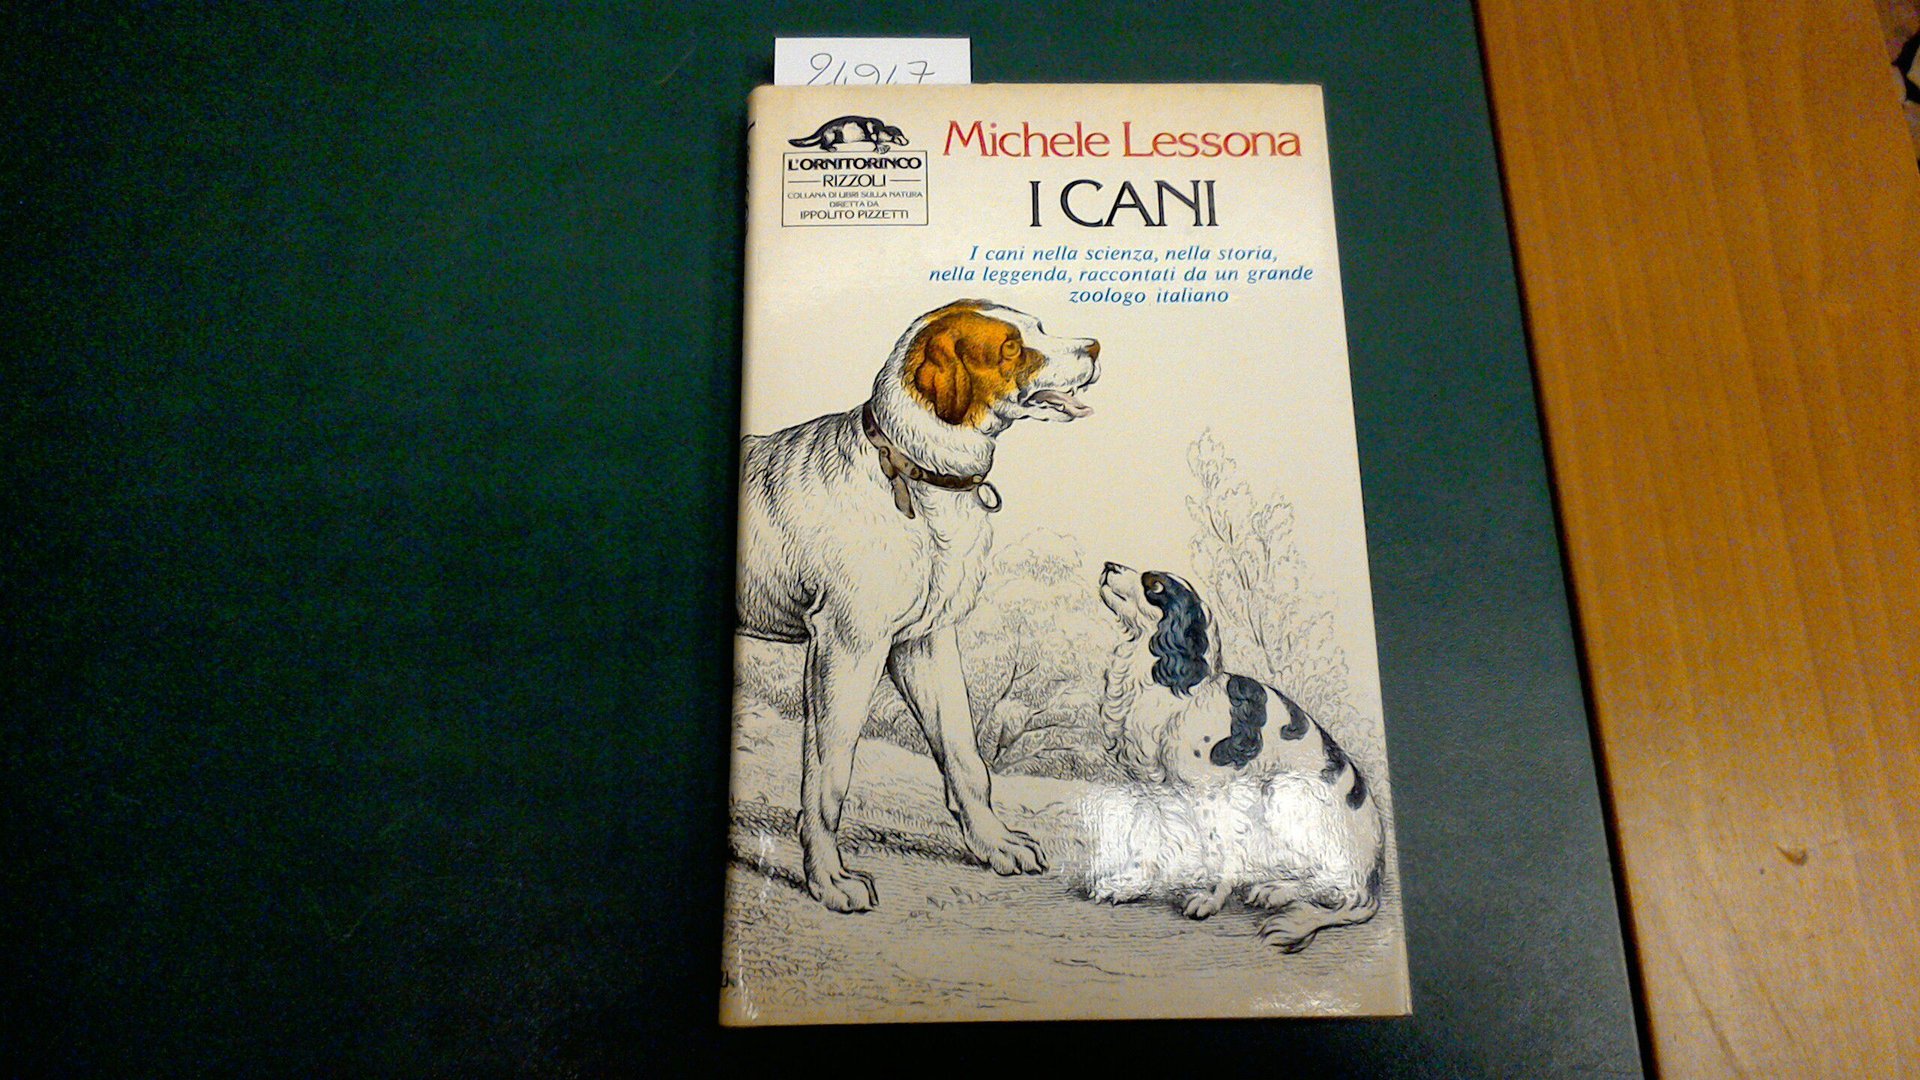 Michele Lessona
I CANI
I cani nella scienza, nella storia,
nella leggenda, raccontati da un grande
zoologo italiano
L'ORNITORINCO
RIZZOLI
COLLANA DI LIBRI SULLA NATURA
DIRETTA DA
IPPOLITO PIZZETTI